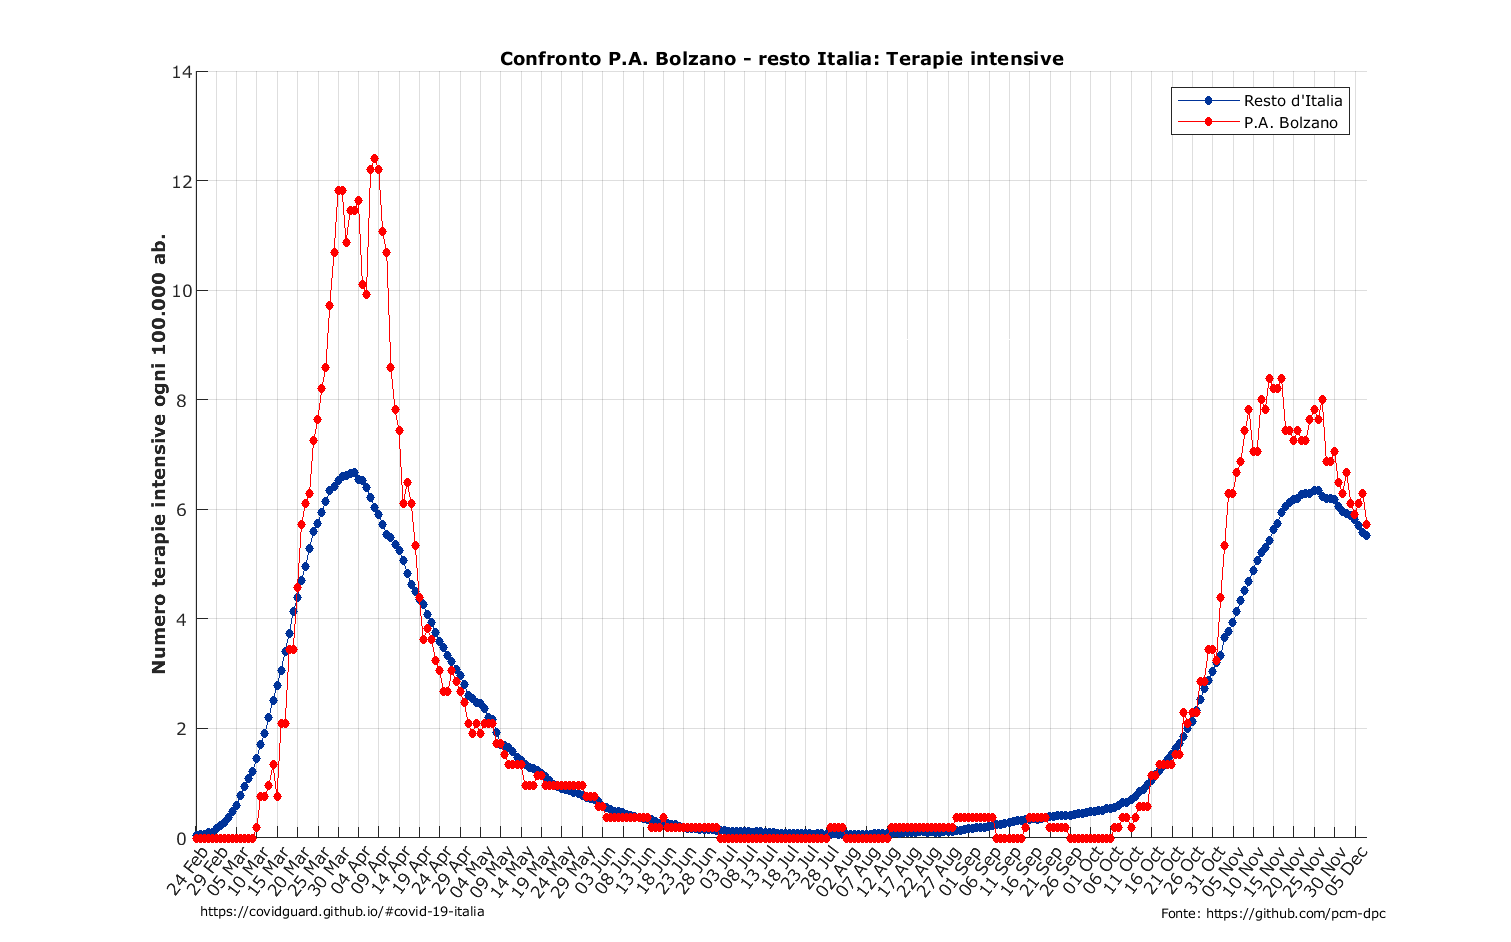 Confronto P.A. Bolzano - resto Italia: Terapie intensive
Numero terapie intensive ogni 100.000 ab.
14
12
10
8
6
4
2
0
Resto d'Italia
P.A. Bolzano
24 Feb
29 Feb
05 Mar
10 Mar
15 Mar
20 Mar
25 Mar
30 Mar
04 Apr
09 Apr
14 Apr
19 Apr
24 Apr
29 Apr
04 May
09 May
14 May
19 May
24 May
29 May
03 Jun
08 Jun
13 Jun
18 Jun
23 Jun
28 Jun
03 Jul
08 Jul
13 Jul
18 Jul
23 Jul
28 Jul
02 Aug
07 Aug
12 Aug
17 Aug
22 Aug
27 Aug
01 Sep
06 Sep
11 Sep
16 Sep
21 Sep
26 Sep
01 Oct
06 Oct
11 Oct
16 Oct
21 Oct
26 Oct
31 Oct
05 Nov
10 Nov
15 Nov
20 Nov
25 Nov
30 Nov
05 Dec
https://covidguard.github.io/#covid-19-italia
Fonte: https://github.com/pcm-dpc